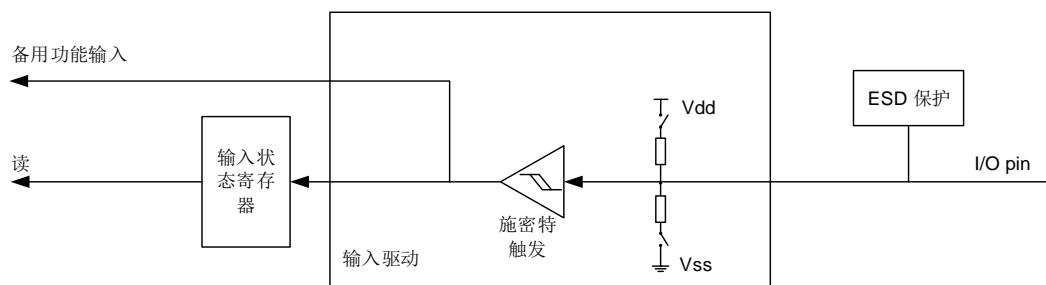 备用功能输入
Vdd
ESD 保护
读
输入状
态寄存
器
I/O pin
施密特
触发
输入驱动
Vss